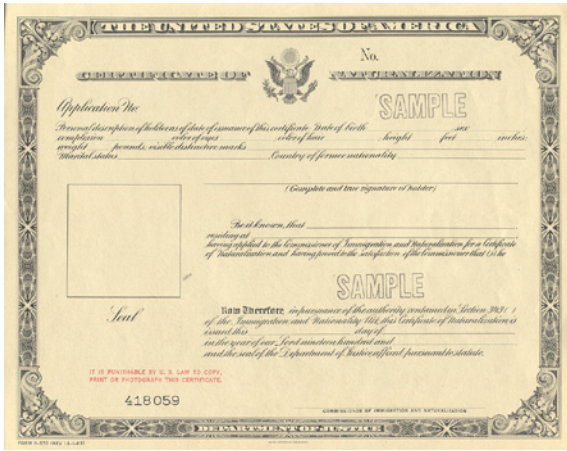 THE UNITED STATES OF AMERICA
No.
CERTIFICATE OF NATURALIZATION
Application No.
SAMPLE
Personal description of holder as of date of issuance of this certificate: Date of birth sex
complexion color of eyes color of hair height feet inches;
weight pounds; visible distinctive marks
Marital status Country of former nationality
(Complete and true signature of holder)
Be it known, that
residing at
having applied to the Commissioner of Immigration and Naturalization for a Certificate
of Naturalization and having proved to the satisfaction of the Commissioner that (s)he
SAMPLE
Seal
Now Therefore, in pursuance of the authority contained in Section
of the Immigration and Nationality Act, this Certificate of Naturalization is
issued this day of
in the year of our Lord nineteen hundred and
and the seal of the Department of Justice affixed pursuant to statute.
IT IS PUNISHABLE BY U. S. LAW TO COPY,
PRINT OR PHOTOGRAPH THIS CERTIFICATE.
418059
COMMISSIONER OF IMMIGRATION AND NATURALIZATION
DEPARTMENT OF JUSTICE
FORM